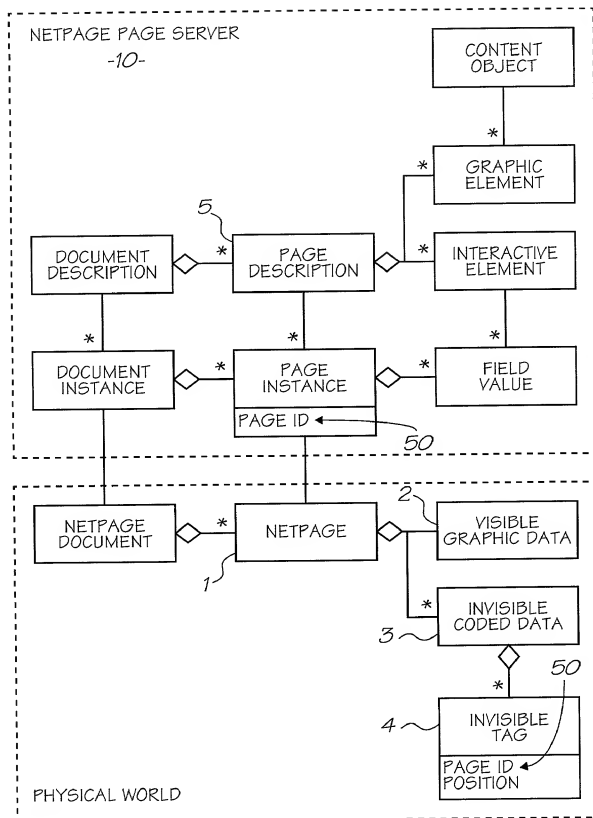 NETPAGE PAGE SERVER
-10-
CONTENT
OBJECT
*
*
GRAPHIC
ELEMENT
5
DOCUMENT
DESCRIPTION
*
PAGE
DESCRIPTION
*
INTERACTIVE
ELEMENT
*
*
*
DOCUMENT
INSTANCE
*
PAGE
INSTANCE
*
FIELD
VALUE
PAGE ID
50
NETPAGE
DOCUMENT
*
NETPAGE
1
2
VISIBLE
GRAPHIC DATA
*
INVISIBLE
CODED DATA
3
*
50
4
INVISIBLE
TAG
PAGE ID
POSITION
PHYSICAL WORLD